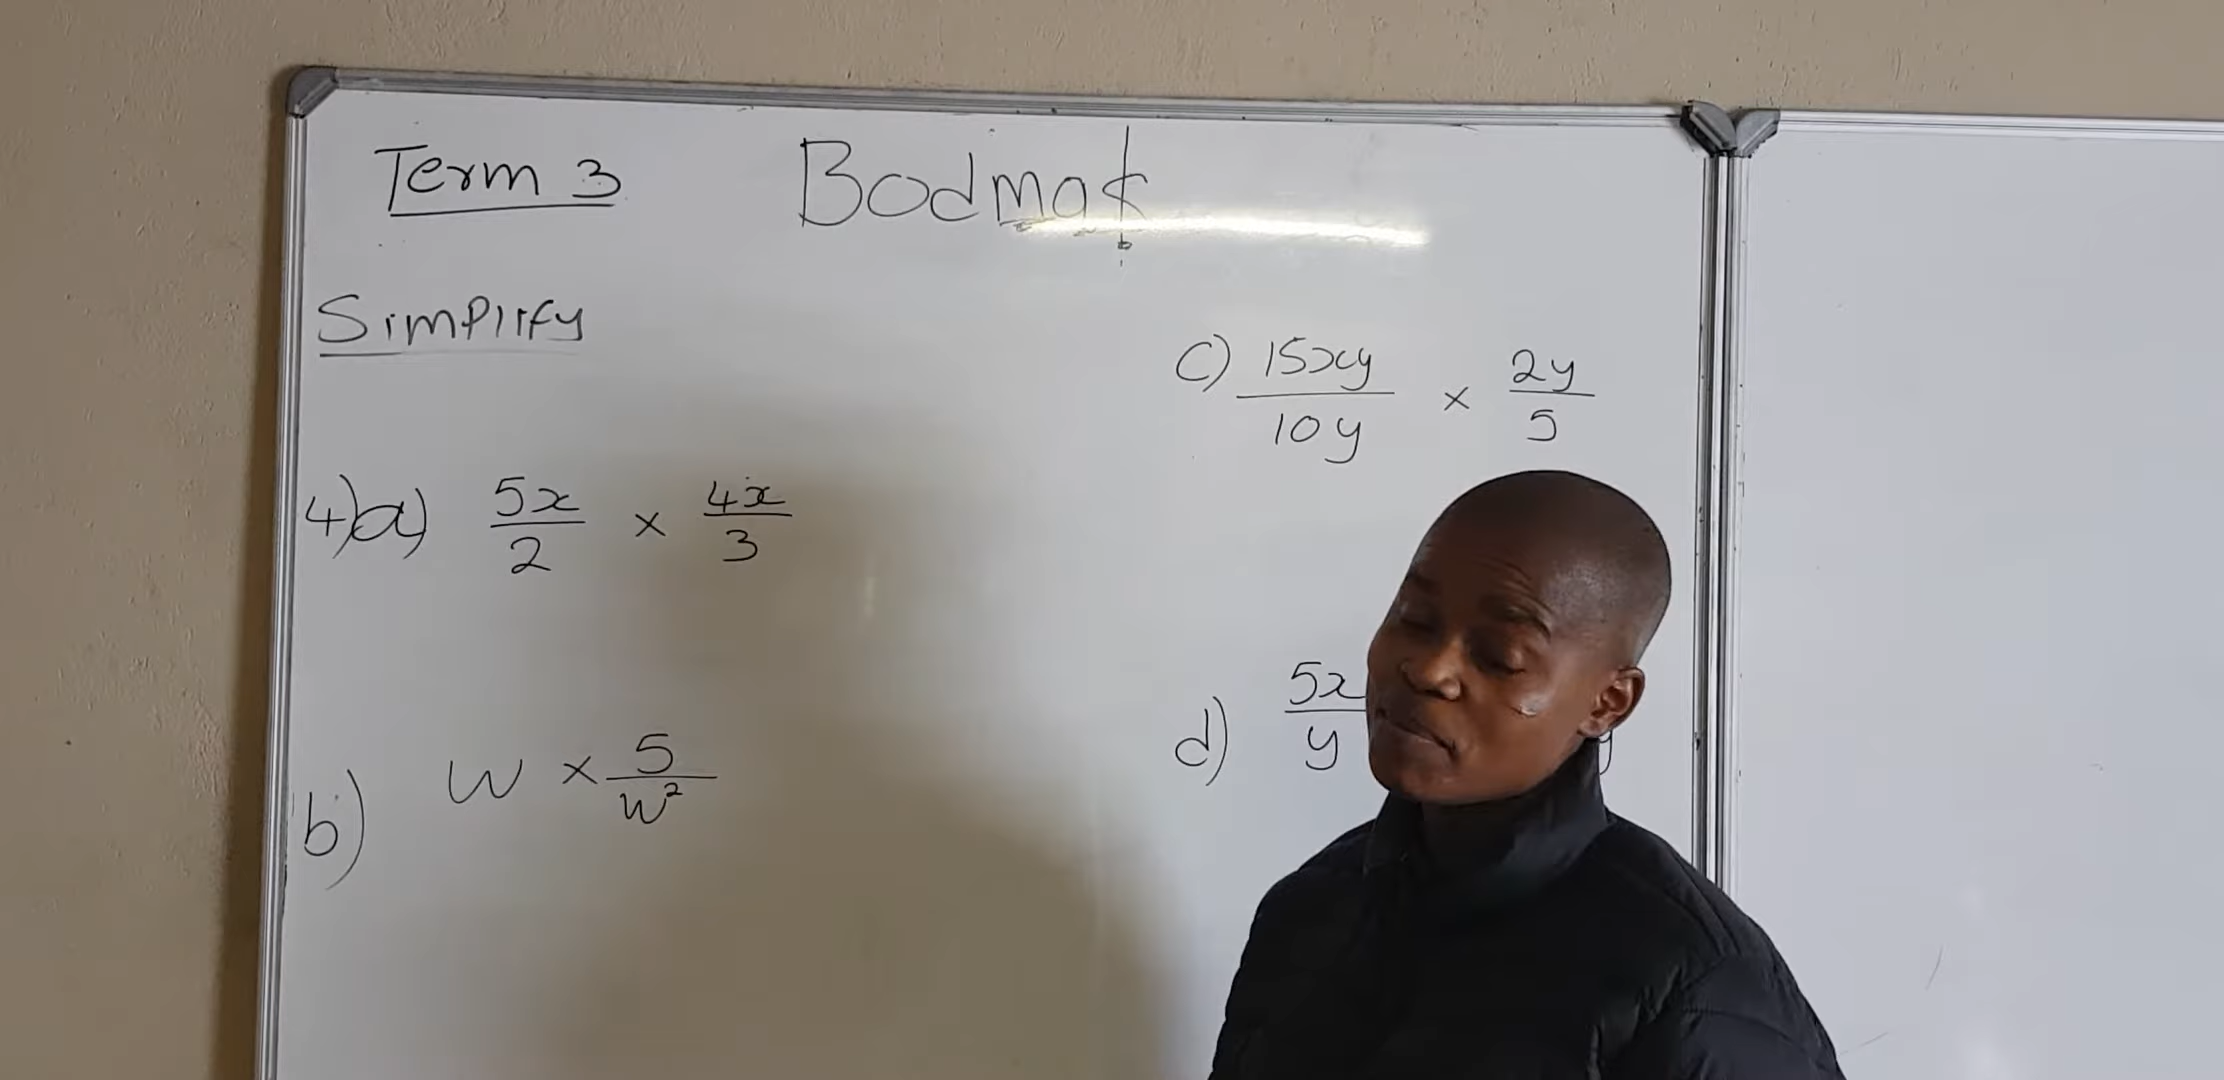 Term 3
Bodmas
Simplify
4)a) 5x/2 × 4x/3
b) w × 5/w²
c) 15xy/10y × 2y/5
d) 5x/y